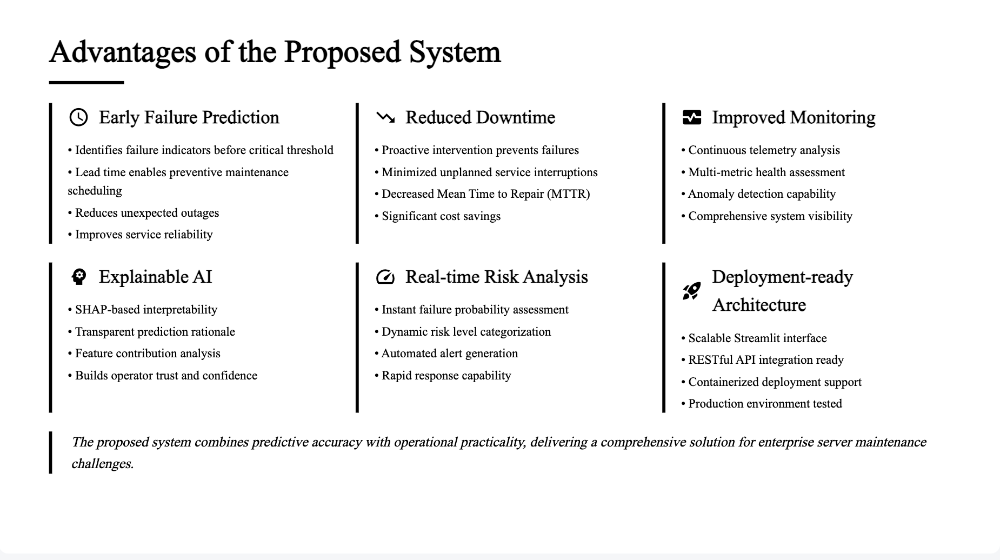 Advantages of the Proposed System
Early Failure Prediction
• Identifies failure indicators before critical threshold
• Lead time enables preventive maintenance
scheduling
• Reduces unexpected outages
• Improves service reliability
Reduced Downtime
• Proactive intervention prevents failures
• Minimized unplanned service interruptions
• Decreased Mean Time to Repair (MTTR)
• Significant cost savings
Improved Monitoring
• Continuous telemetry analysis
• Multi-metric health assessment
• Anomaly detection capability
• Comprehensive system visibility
Explainable AI
• SHAP-based interpretability
• Transparent prediction rationale
• Feature contribution analysis
• Builds operator trust and confidence
Real-time Risk Analysis
• Instant failure probability assessment
• Dynamic risk level categorization
• Automated alert generation
• Rapid response capability
Deployment-ready
Architecture
• Scalable Streamlit interface
• RESTful API integration ready
• Containerized deployment support
• Production environment tested
The proposed system combines predictive accuracy with operational practicality, delivering a comprehensive solution for enterprise server maintenance
challenges.